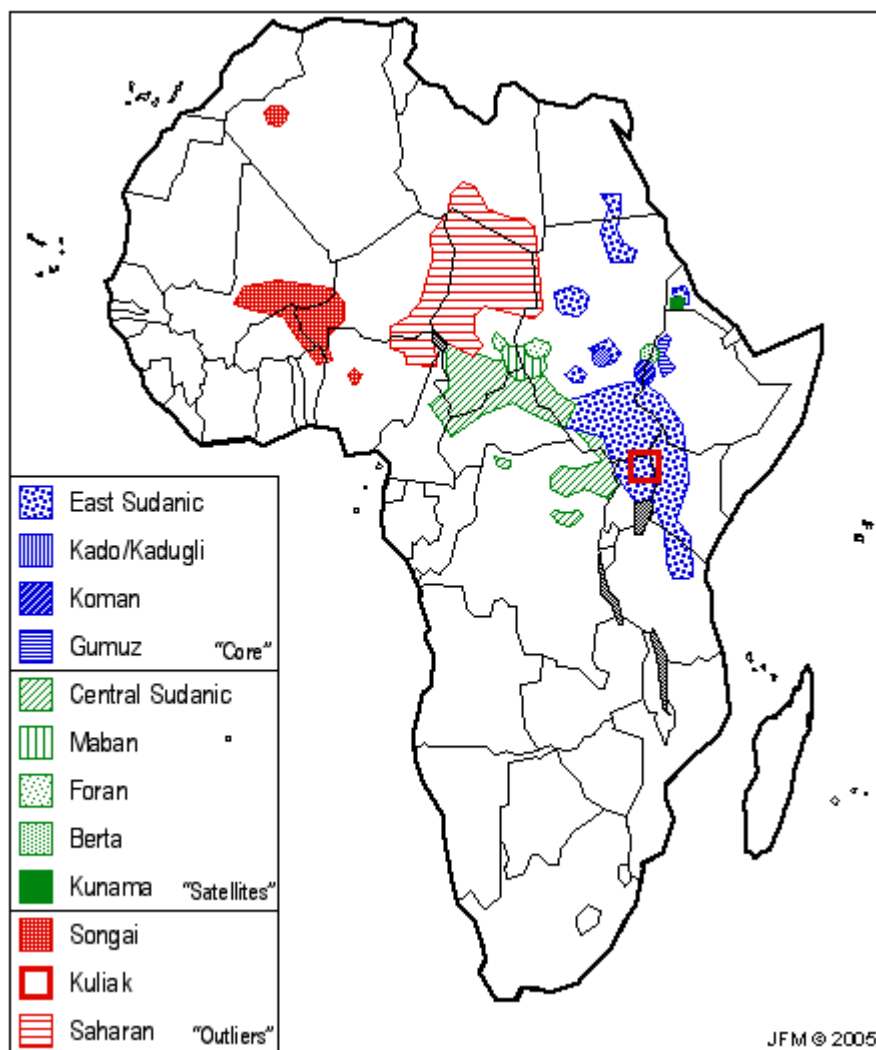 East Sudanic
Kado/Kadugli
Koman
Gumuz "Core"
Central Sudanic
Maban
Foran
Berta
Kunama "Satellites"
Songai
Kuliak
Saharan "Outliers"
JFM © 2005